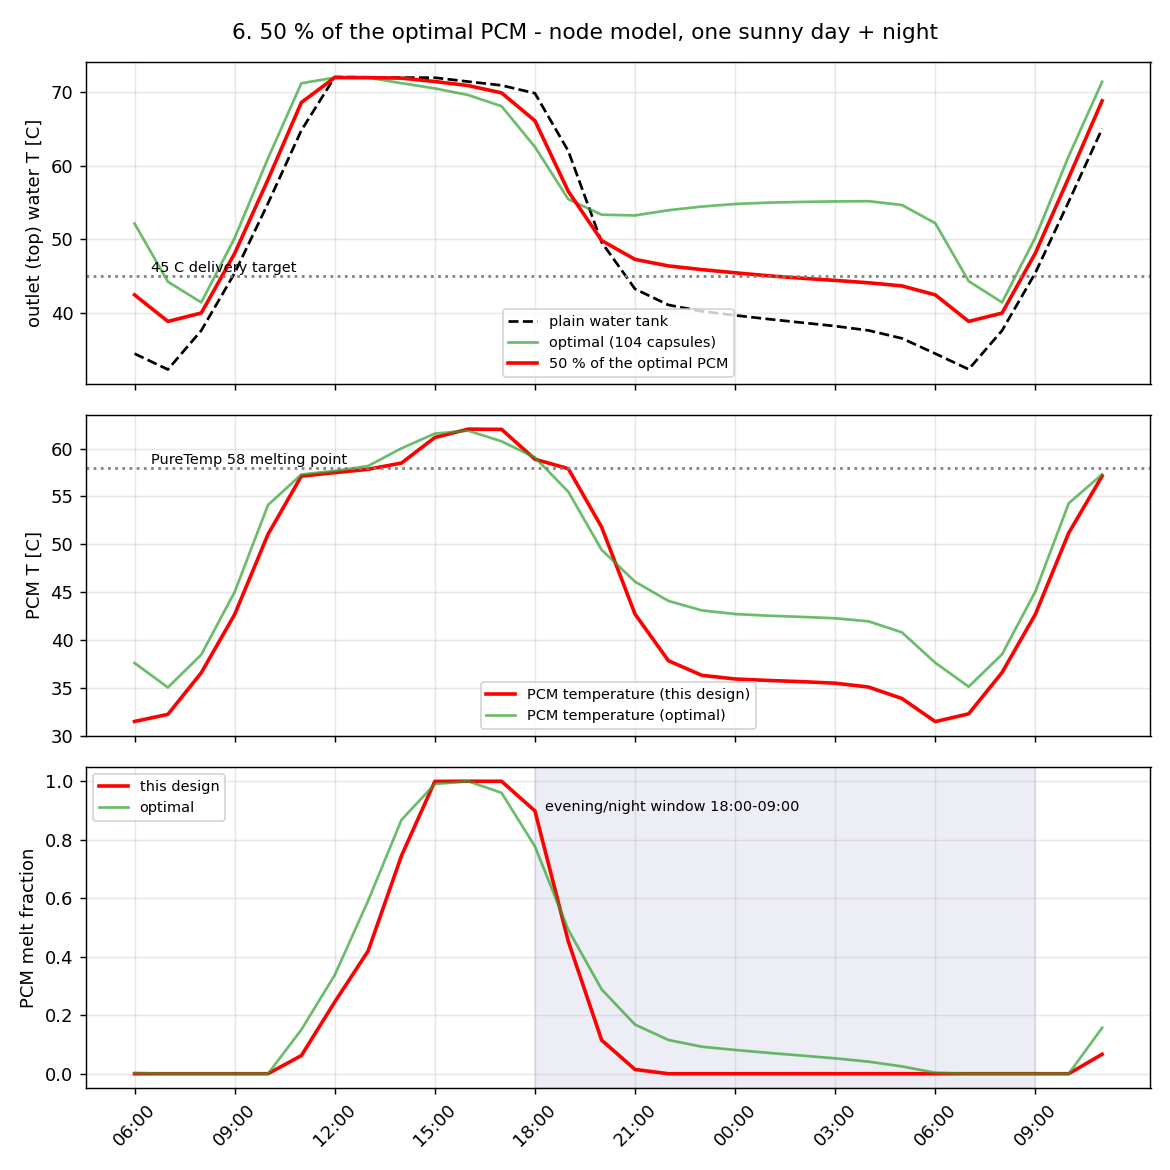 6. 50 % of the optimal PCM - node model, one sunny day + night
outlet (top) water T [C]
70
60
50
40
45 C delivery target
plain water tank
optimal (104 capsules)
50 % of the optimal PCM
PCM T [C]
60
55
50
45
40
35
30
PureTemp 58 melting point
PCM temperature (this design)
PCM temperature (optimal)
PCM melt fraction
1.0
0.8
0.6
0.4
0.2
0.0
this design
optimal
evening/night window 18:00-09:00
06:00
09:00
12:00
15:00
18:00
21:00
00:00
03:00
06:00
09:00